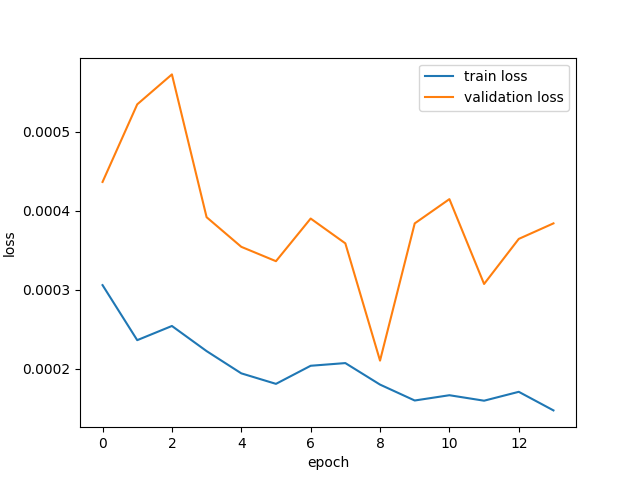 train loss
validation loss
0.0005
0.0004
0.0003
0.0002
loss
0 2 4 6 8 10 12
epoch